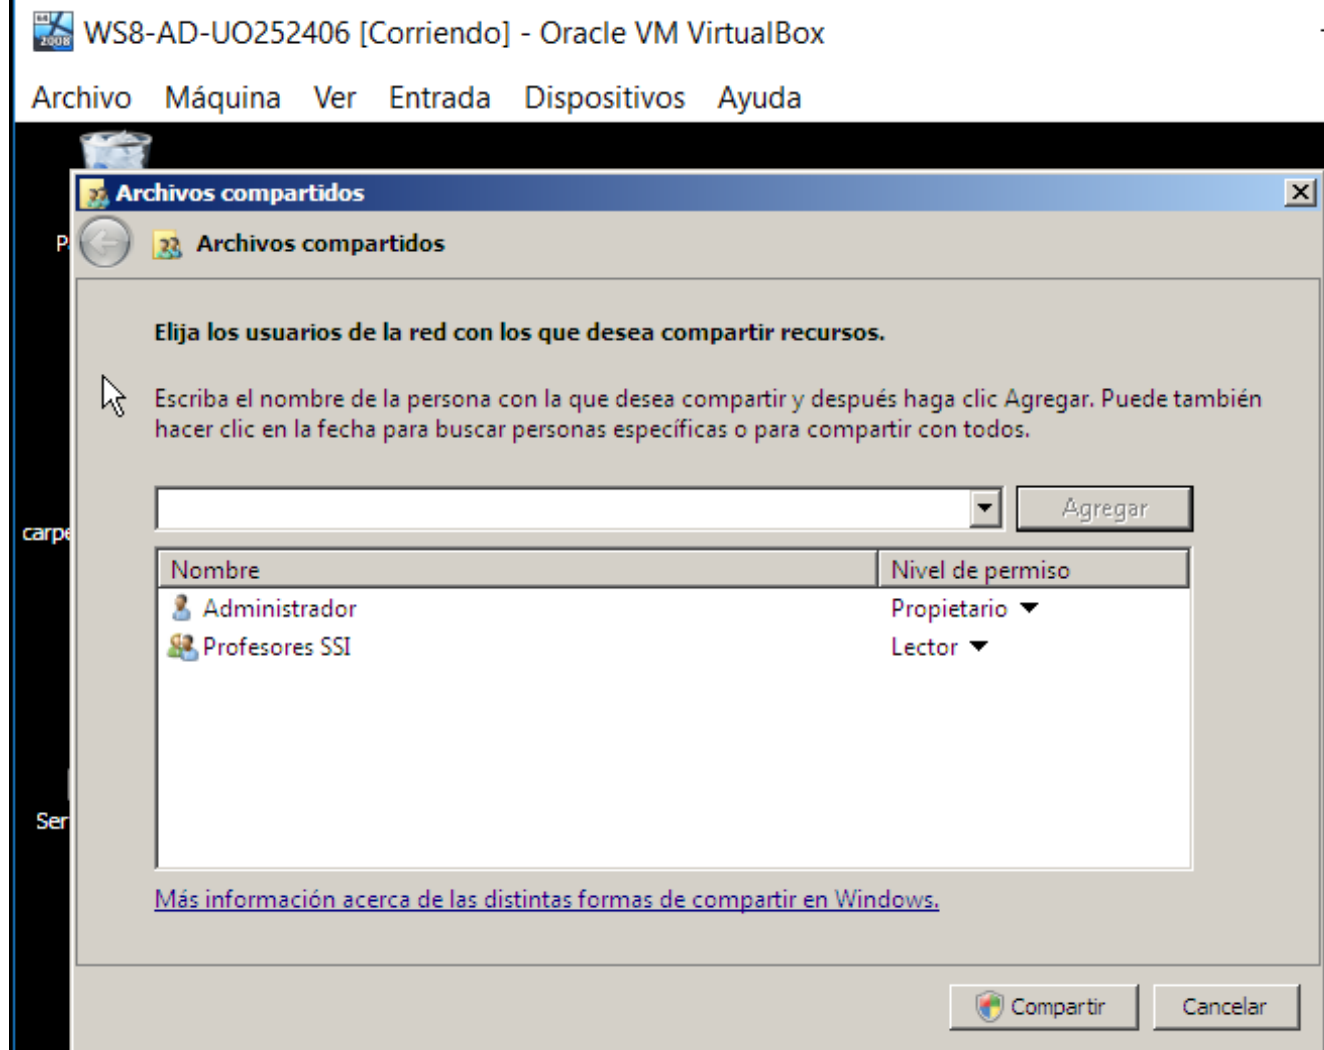 WS8-AD-UO252406 [Corriendo] - Oracle VM VirtualBox
Archivo Máquina Ver Entrada Dispositivos Ayuda
Archivos compartidos
Archivos compartidos
Elija los usuarios de la red con los que desea compartir recursos.
Escriba el nombre de la persona con la que desea compartir y después haga clic Agregar. Puede también
hacer clic en la fecha para buscar personas específicas o para compartir con todos.
Agregar
carpe
Nombre Nivel de permiso
Administrador Propietario
Profesores SSI Lector
Ser
Más información acerca de las distintas formas de compartir en Windows.
Compartir Cancelar